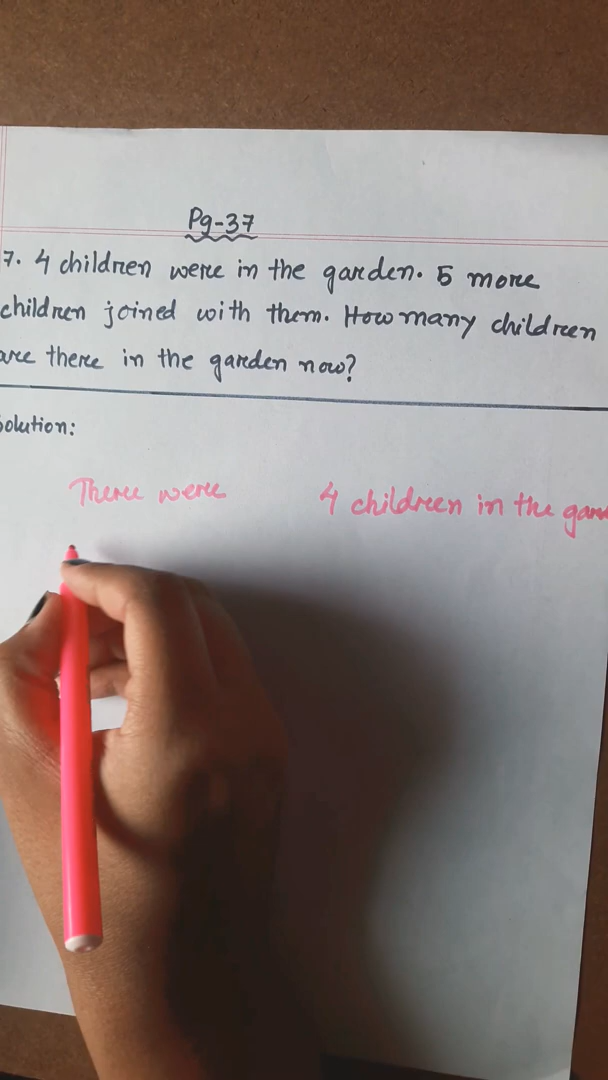 Pg-37
7. 4 children were in the garden. 5 more
children joined with them. How many children
are there in the garden now?
Solution:
There were 4 children in the